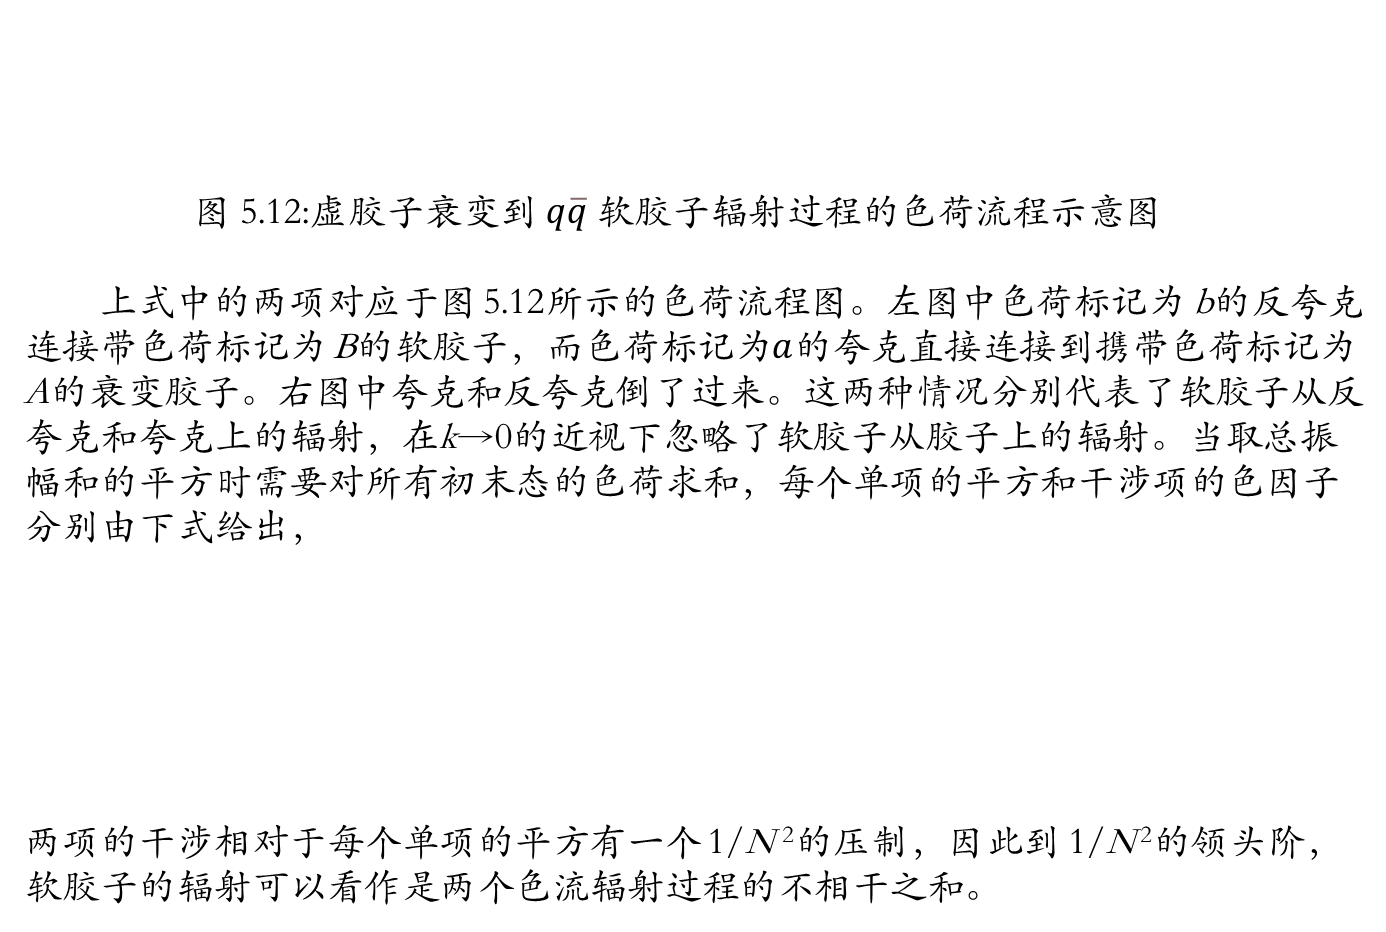 图 5.12:虚胶子衰变到 qq̅ 软胶子辐射过程的色荷流程示意图
上式中的两项对应于图 5.12所示的色荷流程图。左图中色荷标记为 b的反夸克
连接带色荷标记为 B的软胶子，而色荷标记为a的夸克直接连接到携带色荷标记为
A的衰变胶子。右图中夸克和反夸克倒了过来。这两种情况分别代表了软胶子从反
夸克和夸克上的辐射，在k→0的近视下忽略了软胶子从胶子上的辐射。当取总振
幅和的平方时需要对所有初末态的色荷求和，每个单项的平方和干涉项的色因子
分别由下式给出，
两项的干涉相对于每个单项的平方有一个 1/N²的压制，因此到 1/N²的领头阶，
软胶子的辐射可以看作是两个色流辐射过程的不相干之和。